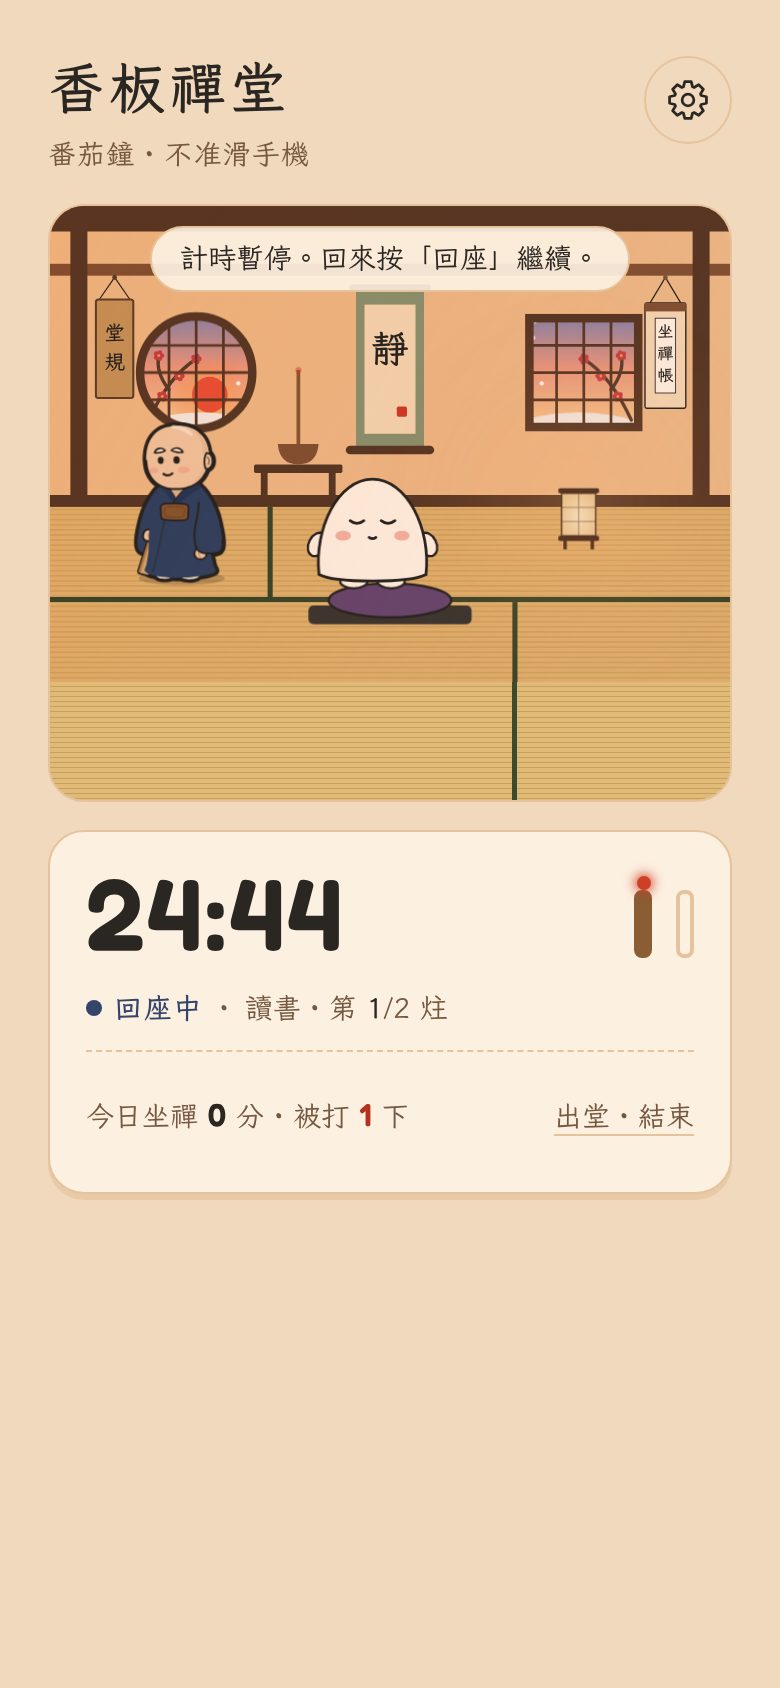 香板禪堂
番茄鐘・不准滑手機
計時暫停。回來按「回座」繼續。
堂規
靜
坐禪帳
24:44
回座中 ・ 讀書・第 1/2 炷
今日坐禪 0 分・被打 1 下
出堂・結束